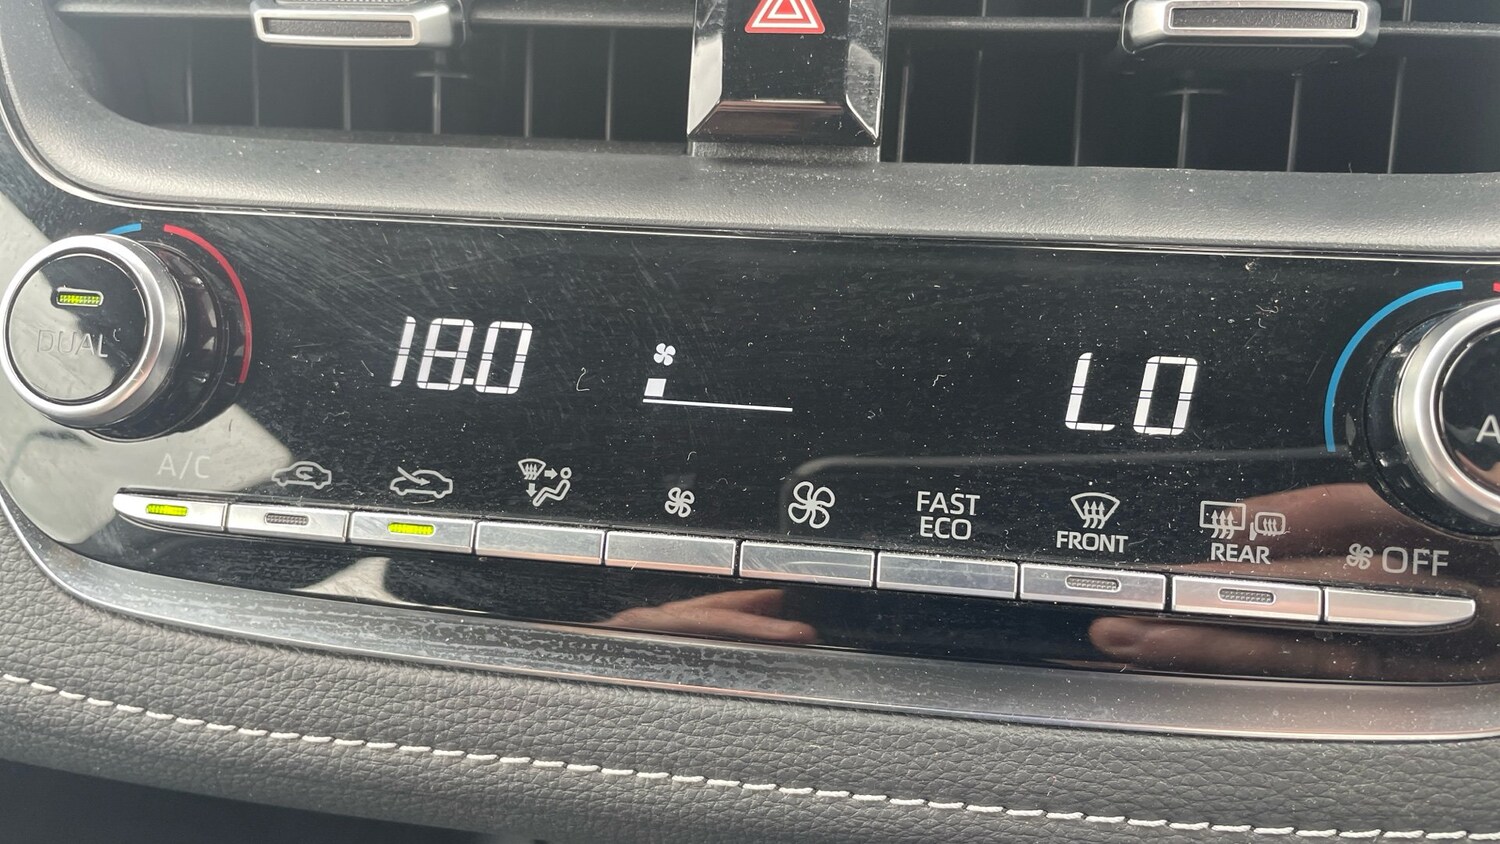 DUAL
18.0
LO
A/C
FAST
ECO
FRONT
REAR
OFF